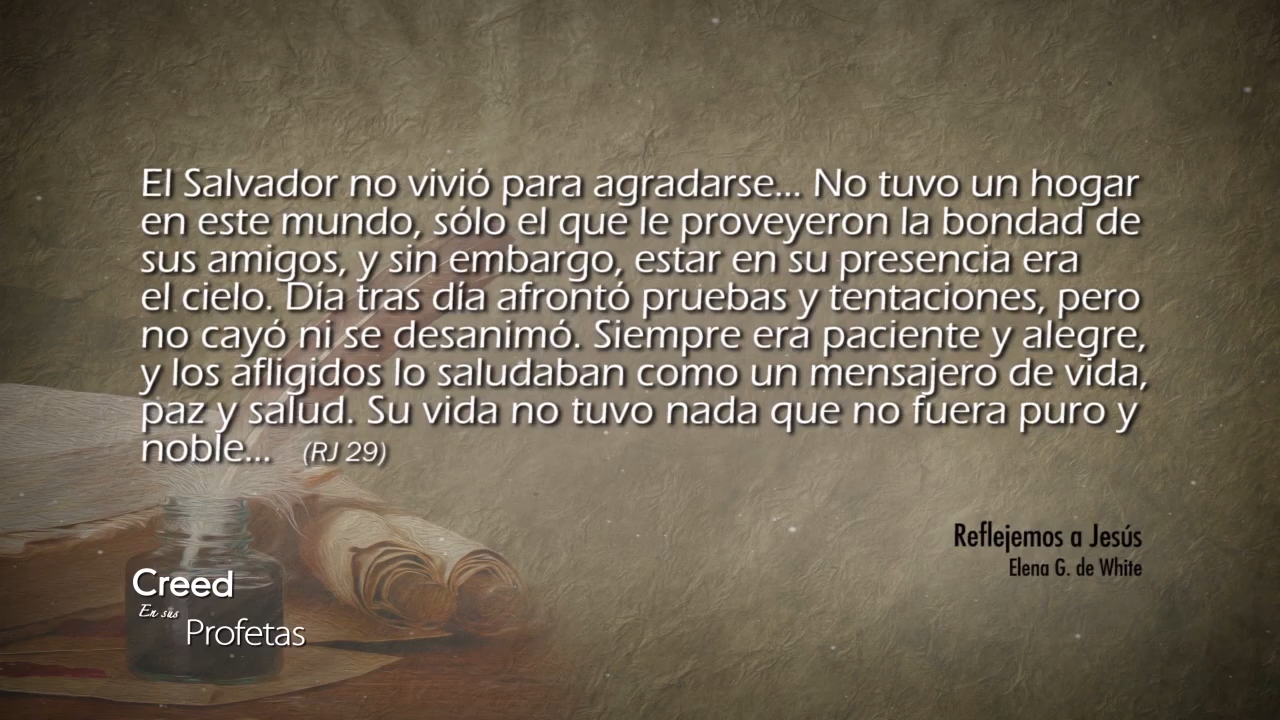 El Salvador no vivió para agradarse... No tuvo un hogar
en este mundo, sólo el que le proveyeron la bondad de
sus amigos, y sin embargo, estar en su presencia era
el cielo. Día tras día afrontó pruebas y tentaciones, pero
no cayó ni se desanimó. Siempre era paciente y alegre,
y los afligidos lo saludaban como un mensajero de vida,
paz y salud. Su vida no tuvo nada que no fuera puro y
noble... (RJ 29)
Reflejemos a Jesús
Elena G. de White
Creed
En sus
Profetas